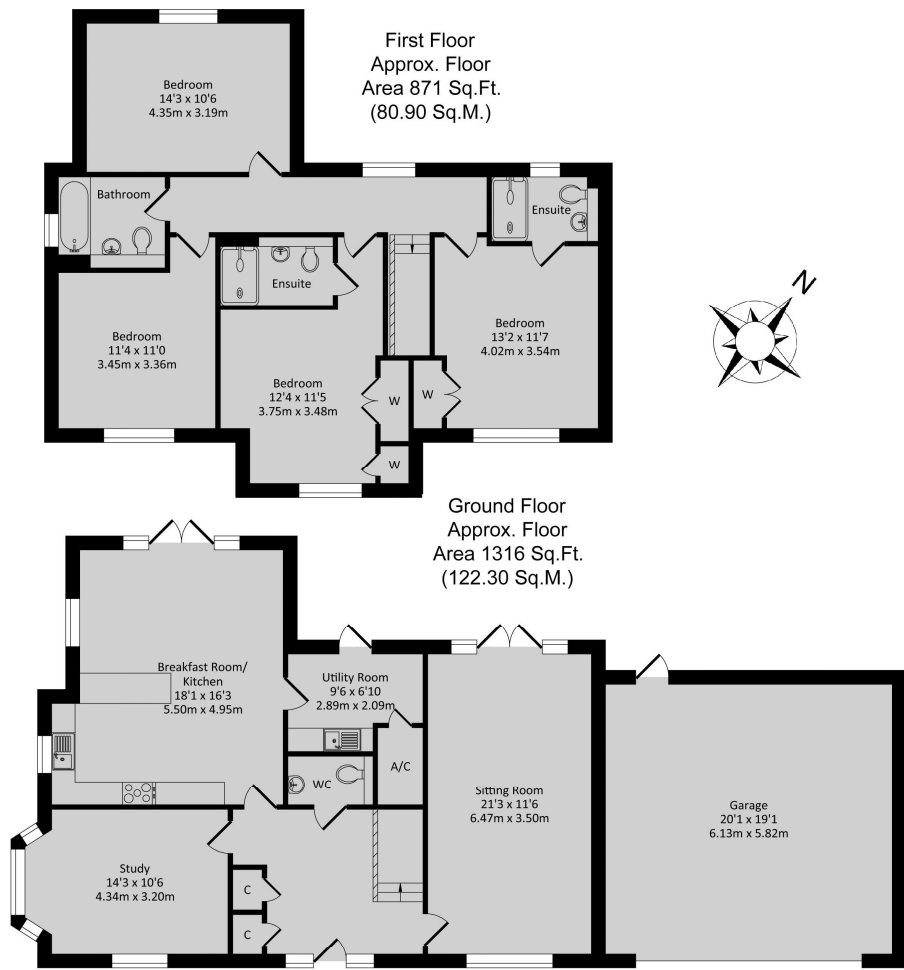 First Floor
Approx. Floor
Area 871 Sq.Ft.
(80.90 Sq.M.)
Bedroom
14'3 x 10'6
4.35m x 3.19m
Bathroom
Ensuite
Ensuite
Bedroom
11'4 x 11'0
3.45m x 3.36m
Bedroom
12'4 x 11'5
3.75m x 3.48m
Bedroom
13'2 x 11'7
4.02m x 3.54m
W
W
W
N
Ground Floor
Approx. Floor
Area 1316 Sq.Ft.
(122.30 Sq.M.)
Breakfast Room/
Kitchen
18'1 x 16'3
5.50m x 4.95m
Utility Room
9'6 x 6'10
2.89m x 2.09m
WC
A/C
Sitting Room
21'3 x 11'6
6.47m x 3.50m
Garage
20'1 x 19'1
6.13m x 5.82m
Study
14'3 x 10'6
4.34m x 3.20m
C
C